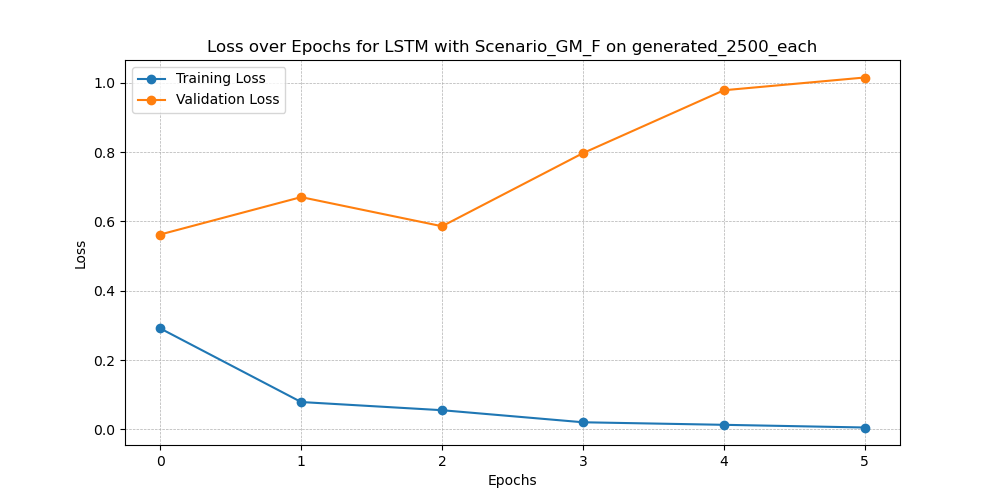 Loss over Epochs for LSTM with Scenario_GM_F on generated_2500_each
Training Loss
Validation Loss
1.0
0.8
0.6
0.4
0.2
0.0
Loss
0 1 2 3 4 5
Epochs